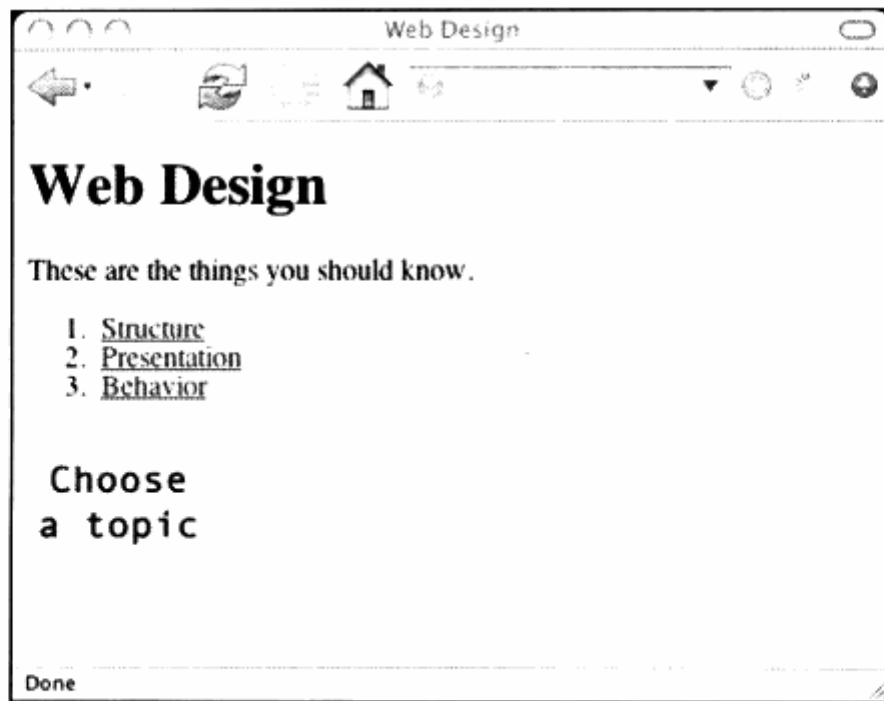 Web Design
Web Design
These are the things you should know.
1. Structure
2. Presentation
3. Behavior
Choose
a topic
Done